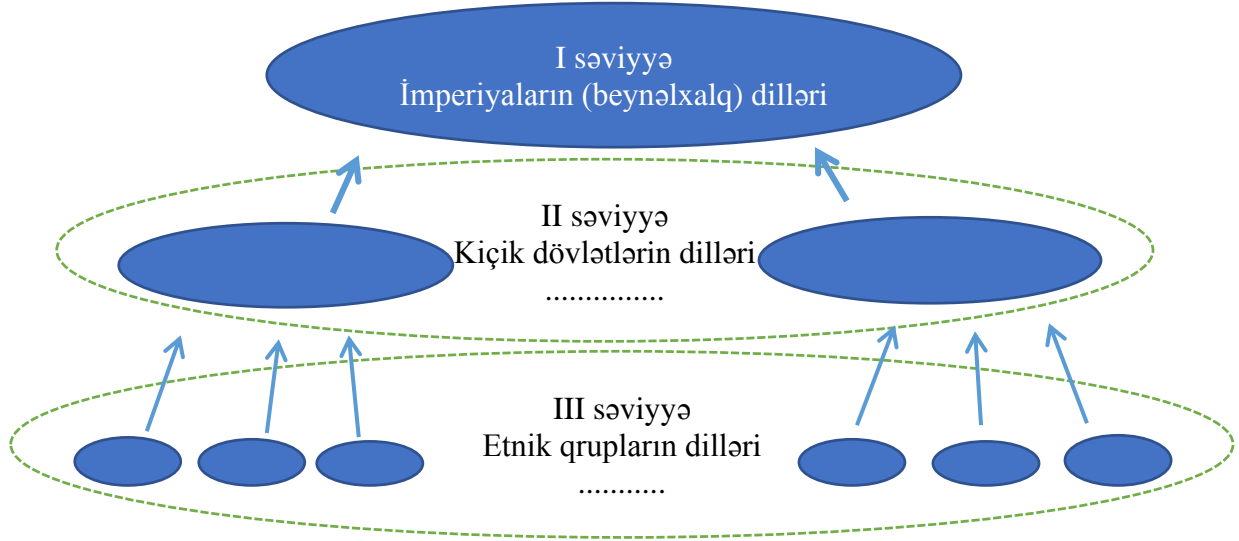 I səviyyə
İmperiyaların (beynəlxalq) dilləri
II səviyyə
Kiçik dövlətlərin dilləri
...............
III səviyyə
Etnik qrupların dilləri
...........